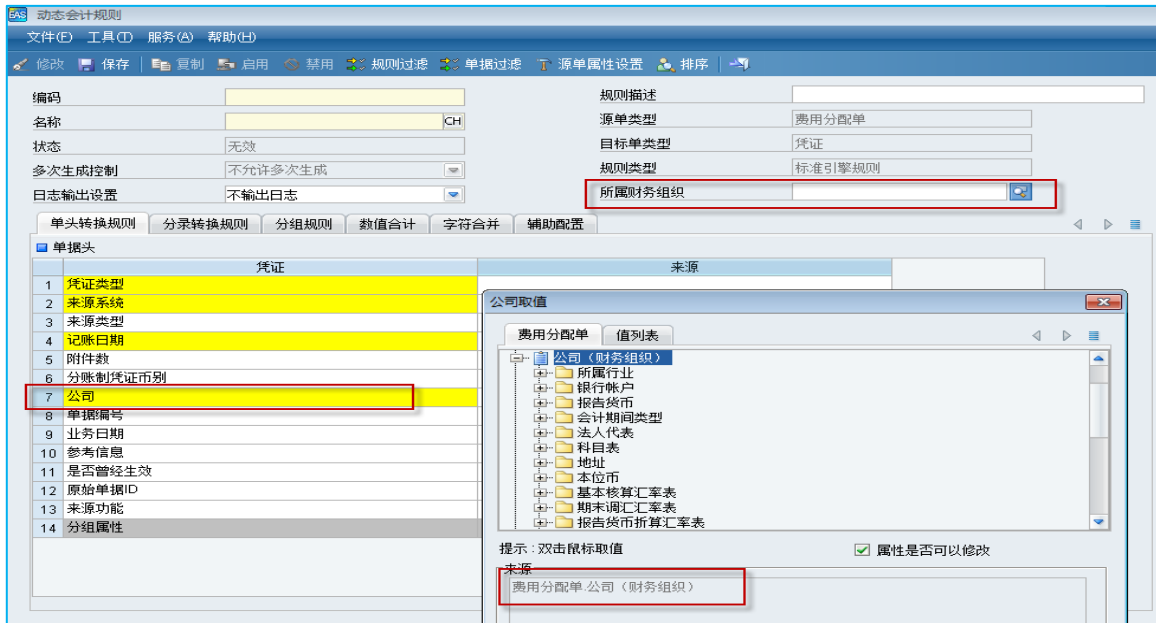 EAS 动态会计规则
文件(F) 工具(T) 服务(A) 帮助(H)
修改 保存 复制 启用 禁用 规则过滤 单据过滤 源单属性设置 排序
编码 规则描述
名称 CH 源单类型 费用分配单
状态 无效 目标单类型 凭证
多次生成控制 不允许多次生成 规则类型 标准引擎规则
日志输出设置 不输出日志 所属财务组织
单头转换规则 分录转换规则 分组规则 数值合计 字符合并 辅助配置
单据头
凭证 来源
1 凭证类型
2 来源系统
3 来源类型
4 记账日期
5 附件数
6 分账制凭证币别
7 公司
8 单据编号
9 业务日期
10 参考信息
11 是否曾经生效
12 原始单据ID
13 来源功能
14 分组属性
公司取值
费用分配单 值列表
公司（财务组织）
所属行业
银行帐户
报告货币
会计期间类型
法人代表
科目表
地址
本位币
基本核算汇率表
期末调汇汇率表
报告货币折算汇率表
提示:双击鼠标取值 属性是否可以修改
来源
费用分配单.公司（财务组织）